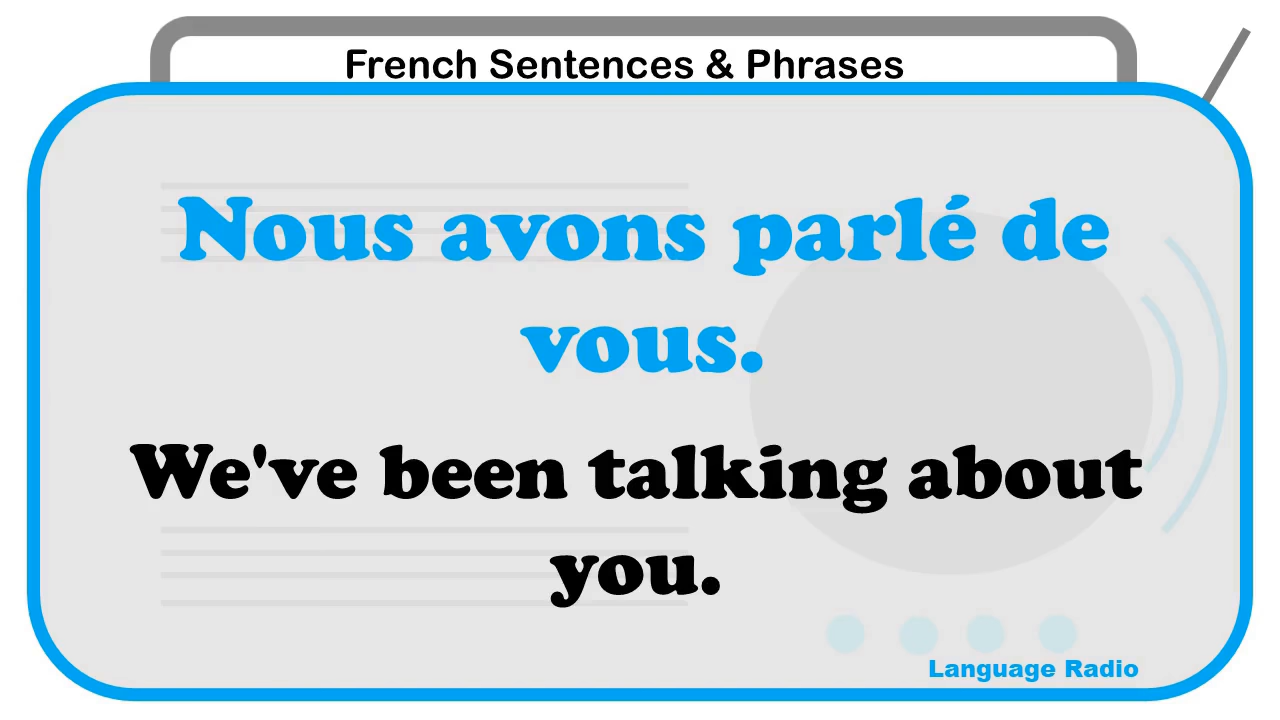 French Sentences & Phrases
Nous avons parlé de
vous.
We've been talking about
you.
Language Radio